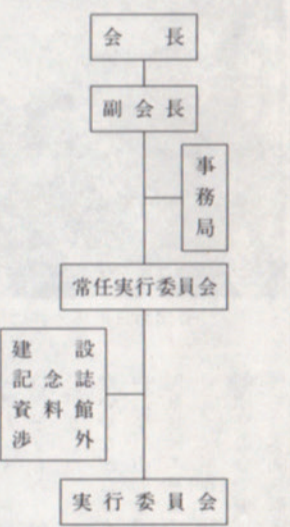 会長
副会長
事務局
常任実行委員会
建設
記念誌
資料館
渉外
実行委員会